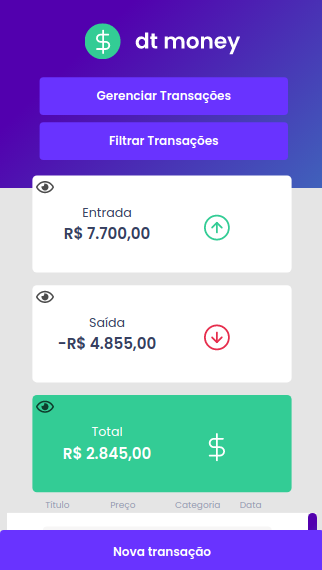 dt money
Gerenciar Transações
Filtrar Transações
Entrada
R$ 7.700,00
Saída
-R$ 4.855,00
Total
R$ 2.845,00
Título Preço Categoria Data
Nova transação